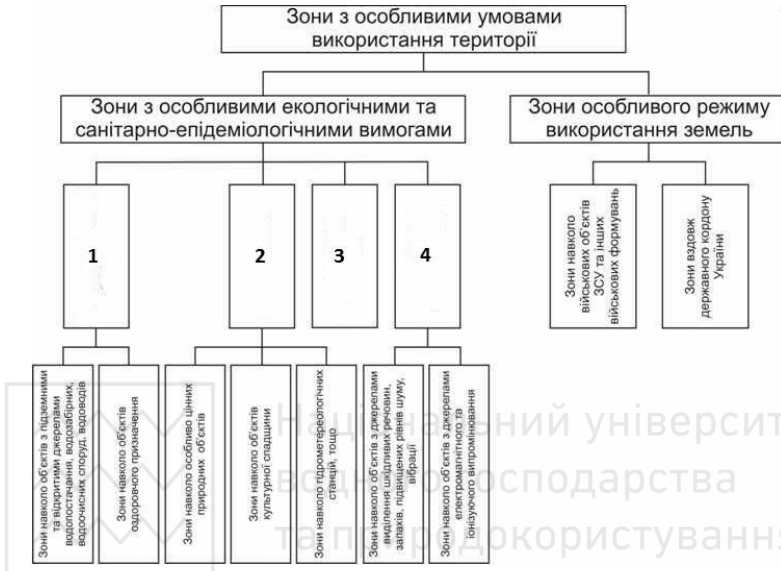 Зони з особливими умовами
використання території
Зони з особливими екологічними та
санітарно-епідеміологічними вимогами
Зони особливого режиму
використання земель
1
2
3
4
Зони навколо
військових об'єктів
ЗСУ та інших
військових формувань
Зони вздовж
державного кордону
України
Зони навколо об'єктів з підземними
та відкритими джерелами
водопостачання, водозабірних,
водоочисних споруд, водоводів
Зони навколо об'єктів
оздоровчого призначення
Зони навколо особливо цінних
природних об'єктів
Зони навколо об'єктів
культурної спадщини
Зони навколо гідрометереологічних
станцій, тощо
Зони навколо об'єктів з джерелами
виділення шкідливих речовин,
запахів, підвищених рівнів шуму,
вібрації
Зони навколо об'єктів з джерелами
електромагнітного та
іонізуючого випромінювання
Національний університ
водного господарства
та природокористування